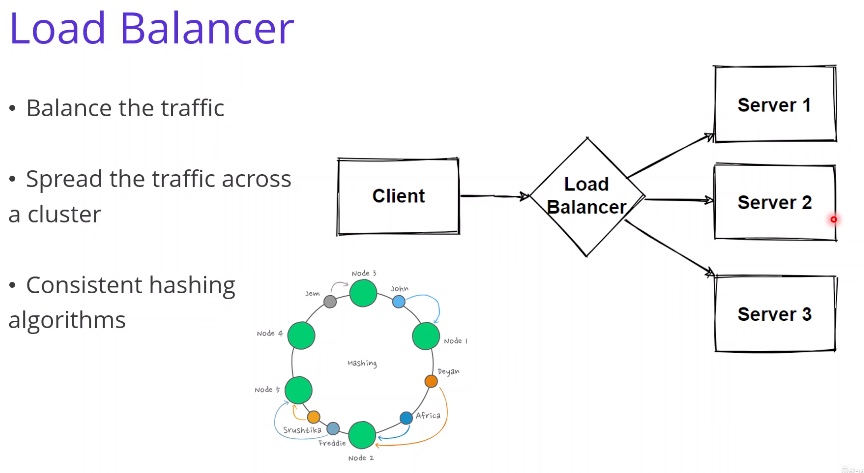 Load Balancer
• Balance the traffic
• Spread the traffic across
a cluster
• Consistent hashing
algorithms
Client
Load
Balancer
Server 1
Server 2
Server 3
Node 3
Jem
John
Node 4
Node 1
Hashing
Deyan
Node 5
Africa
Srushtika
Freddie
Node 2